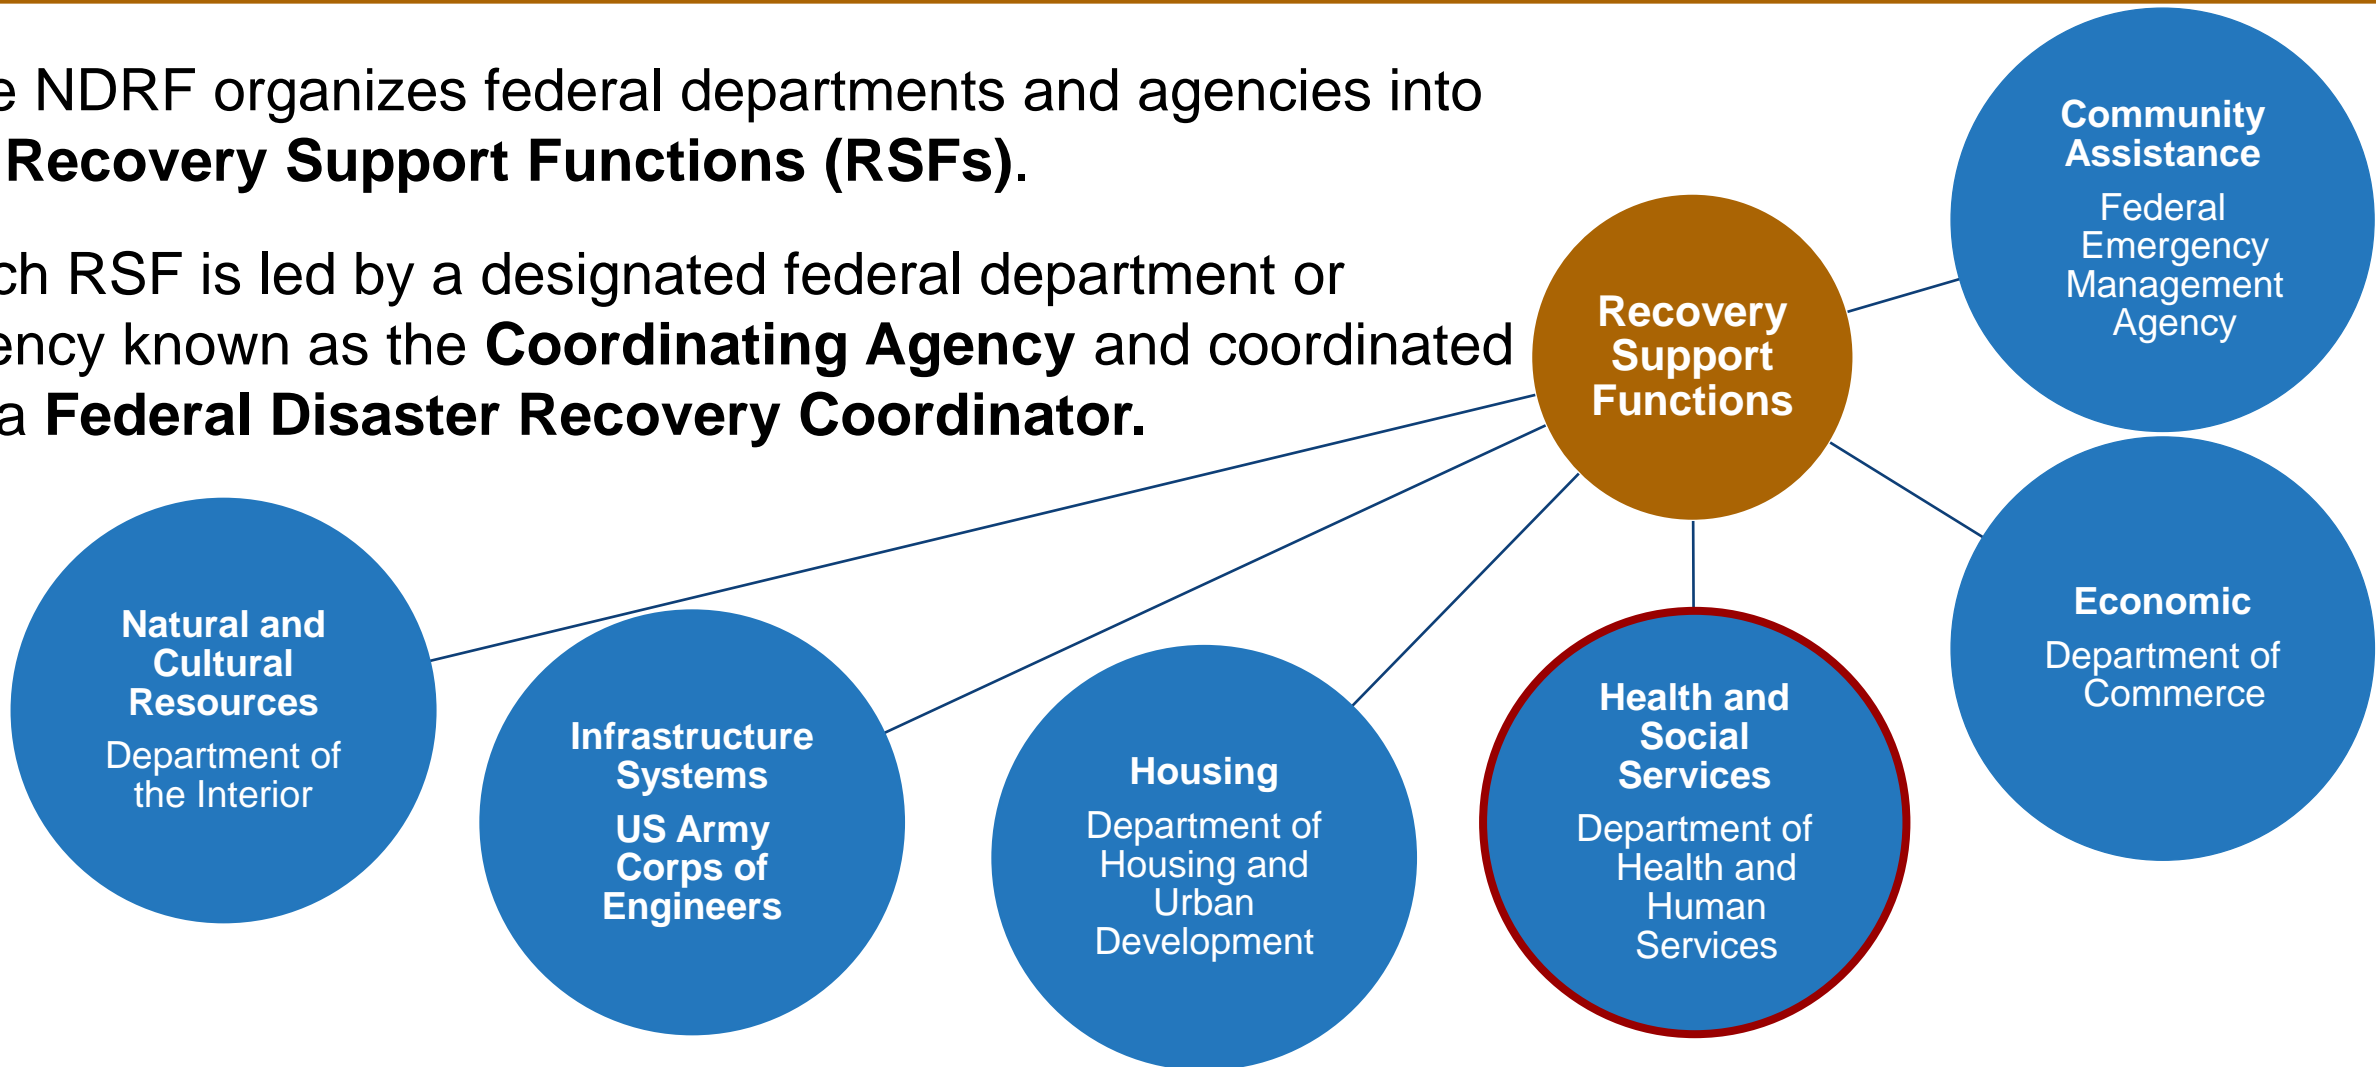 e NDRF organizes federal departments and agencies into
Recovery Support Functions (RSFs).
ch RSF is led by a designated federal department or
ency known as the Coordinating Agency and coordinated
a Federal Disaster Recovery Coordinator.
Community
Assistance
Federal
Emergency
Management
Agency
Recovery
Support
Functions
Economic
Department of
Commerce
Natural and
Cultural
Resources
Department of
the Interior
Infrastructure
Systems
US Army
Corps of
Engineers
Housing
Department of
Housing and
Urban
Development
Health and
Social
Services
Department of
Health and
Human
Services